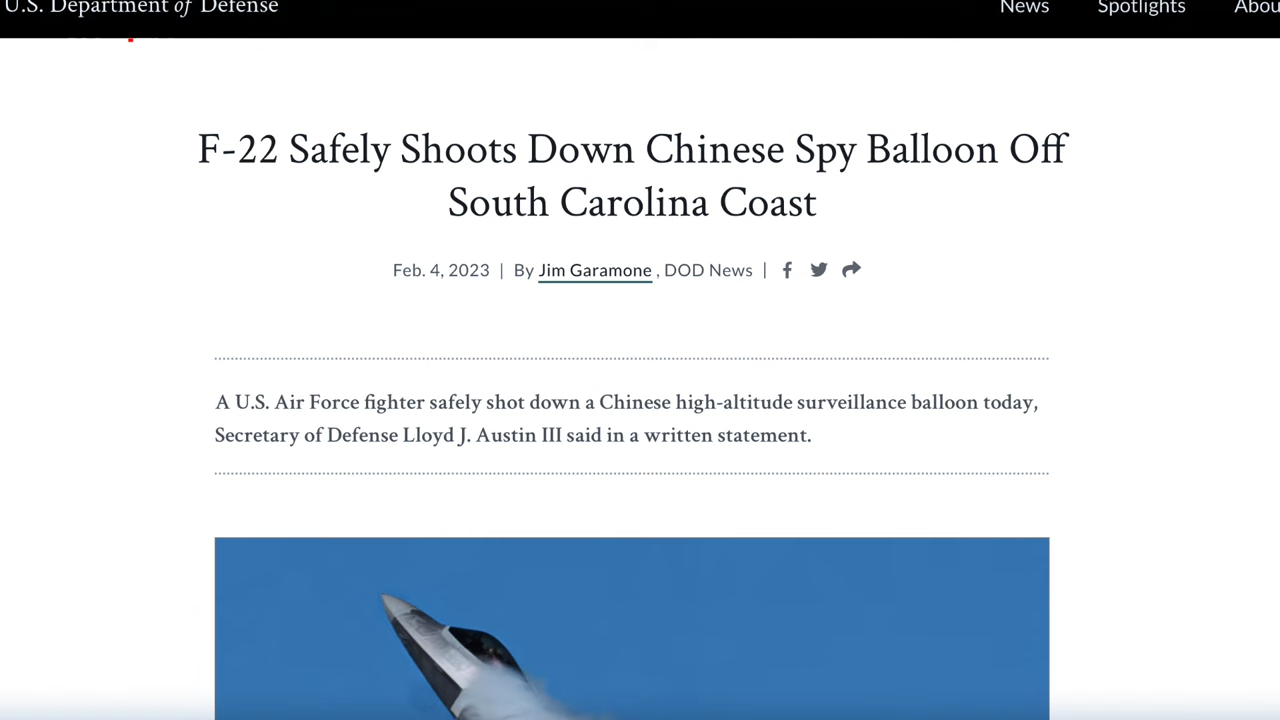 U.S. Department of Defense
News Spotlights Abou
F-22 Safely Shoots Down Chinese Spy Balloon Off
South Carolina Coast
Feb. 4, 2023 | By Jim Garamone , DOD News |
A U.S. Air Force fighter safely shot down a Chinese high-altitude surveillance balloon today,
Secretary of Defense Lloyd J. Austin III said in a written statement.